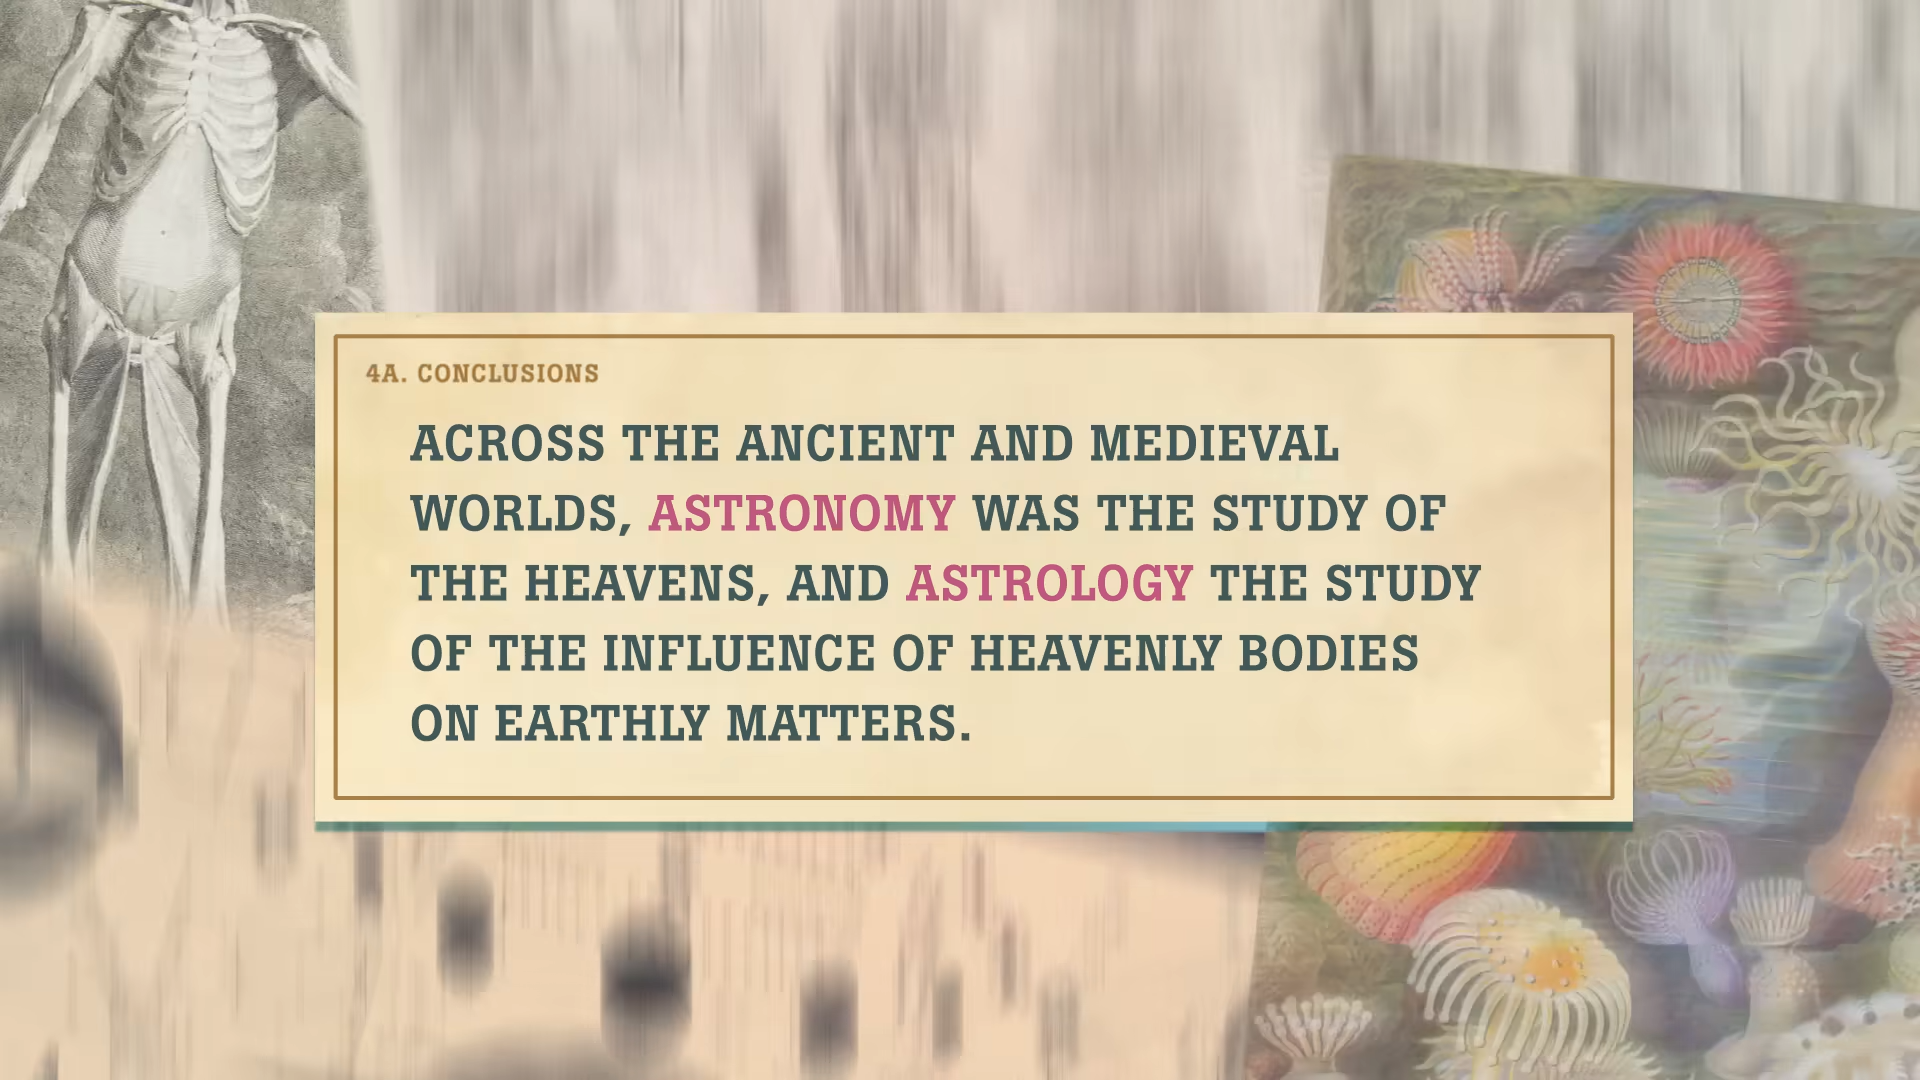 4A. CONCLUSIONS
ACROSS THE ANCIENT AND MEDIEVAL
WORLDS, ASTRONOMY WAS THE STUDY OF
THE HEAVENS, AND ASTROLOGY THE STUDY
OF THE INFLUENCE OF HEAVENLY BODIES
ON EARTHLY MATTERS.